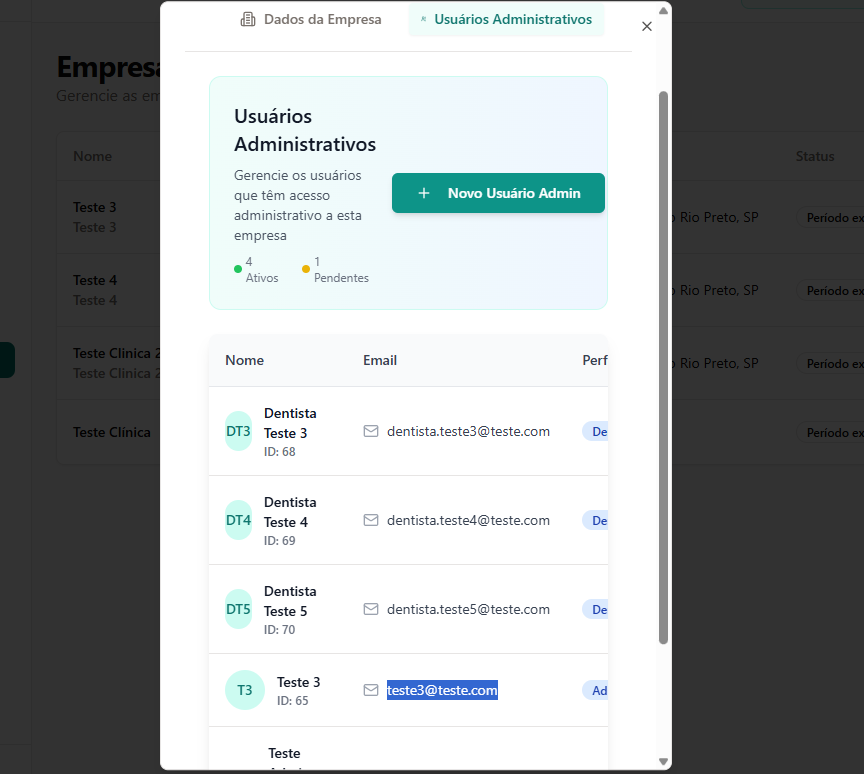 Dados da Empresa
Usuários Administrativos
Empresa
Gerencie as em
Nome
Status
Teste 3
Teste 3
o Rio Preto, SP
Período ex
Teste 4
Teste 4
o Rio Preto, SP
Período ex
Teste Clinica 2
Teste Clinica 2
o Rio Preto, SP
Período ex
Teste Clínica
Período ex
Usuários
Administrativos
Gerencie os usuários
que têm acesso
administrativo a esta
empresa
+ Novo Usuário Admin
4
Ativos
1
Pendentes
Nome
Email
Perf
DT3
Dentista
Teste 3
ID: 68
dentista.teste3@teste.com
De
DT4
Dentista
Teste 4
ID: 69
dentista.teste4@teste.com
De
DT5
Dentista
Teste 5
ID: 70
dentista.teste5@teste.com
De
T3
Teste 3
ID: 65
teste3@teste.com
Ad
Teste